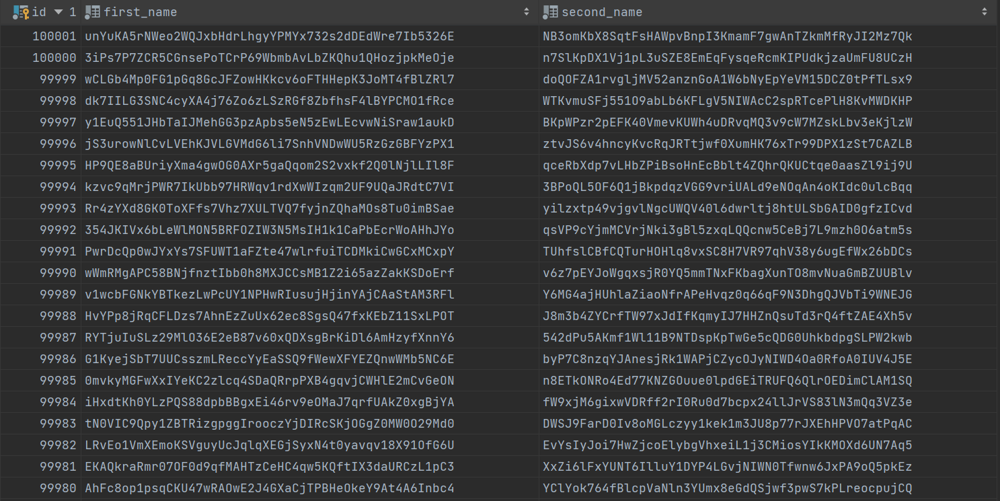 id 1 first_name second_name
100001 unYuKA5rNWeo2WQJxbHdrLhgyYPMYx732s2dDEdWre7Ib5326E NB3omKbX8SqtFsHAWpvBnpI3KmamF7gwAnTZkmMfRyJI2Mz7Qk
100000 3iPs7P7ZCR5CGnsePoTCrP69WbmbAvLbZKQhu1QHozjpkMeOje n7SlKpDX1Vj1pL3uSZE8EmEqFysqeRcmKIPUdkjzaUmFU8UCzH
99999 wCLGb4Mp0FG1pGq8GcJFZowHKkcv6oFTHHepK3JoMT4fBlZRl7 doQOFZA1rvgljMV52anznGoA1W6bNyEpYeVM15DCZ0tPfTLsx9
99998 dk7IILG3SNC4cyXA4j76Zo6zLSzRGf8ZbfhsF4lBYPCMO1fRce WTKvmuSFj551O9abLb6KFLgV5NIWAcC2spRTcePlH8KvMWDKHP
99997 y1EuQ551JHbTaIJMehGG3pzApbs5eN5zEwLEcvwNiSraw1aukD BKpWPzr2pEFK40VmevKUWh4uDRvqMQ3v9cW7MZskLbv3eKjlzW
99996 jS3urowNlCvLVEhKJVLGVMdG6li7SnhVNDwWU5RzGzGBFYzPX1 ztvJS6v4hncyKvcRqJRTtjwf0XumHK76xTr99DPX1zSt7CAZLB
99995 HP9QE8aBUriyXma4gwOG0AXr5gaQqom2S2vxkf2Q0lNjlLIl8F qceRbXdp7vLHbZPiBsoHnEcBblt4ZQhrQKUCtqe0aasZl9ij9U
99994 kzvc9qMrjPWR7IkUbb97HRWqv1rdXwWIzqm2UF9UQaJRdtC7VI 3BPoQL5OF6Q1jBkpdqzVGG9vriUALd9eNOqAn4oKIdc0ulcBqq
99993 Rr4zYXd8GK0ToXFfs7Vhz7XULTVQ7fyjnZQhaMOs8Tu0imBSae yilzxtp49vjgvlNgcUWQV40l6dwrltj8htULSbGAID0gfzICvd
99992 354JKIVx6bLeWlMON5BRFOZIW3N5MsIH1k1CaPbEcrWoAHhJYo qsVP9cYjmMCVrjNki3gBl5zxqLQQcnw5CeBj7L9mzh0O6atm5s
99991 PwrDcQp0wJYxYs7SFUWT1aFZte47wlrfuiTCDMkiCwGCxMCxpY TUhfslCBfCQTurHOHlq8vxSC8H7VR97qhV38y6ugEfWx26bDCs
99990 wWmRMgAPC58BNjfnztIbb0h8MXJCCsMB1Z2i65azZakKSDoErf v6z7pEYJoWgqxsjR0YQ5mmTNxFKbagXunTO8mvNuaGmBZUUBlv
99989 v1wcbFGNkYBTkezLwPcUY1NPHwRIusujHjinYAjCAaStAM3RFl Y6MG4ajHUhlaZiaoNfrAPeHvqz0q66qF9N3DhgQJVbTi9WNEJG
99988 HvYPp8jRqCFLDzs7AhnEzZuUx62ec8SgsQ47fxKEbZ11SxLPOT J8m3b4ZYCrfTW97xJdIfKqmyIJ7HHZnQsuTd3rQ4ftZAE4Xh5v
99987 RYTjuIuSLz29MlO36E2eB87v60xQDXsgBrKiDl6AmHzyfXnnY6 542dPu5AKmf1Wl11B9NTDspKpTwGe5cQDG0UhkbdpgSLPW2kwb
99986 G1KyejSbT7UUCsszmLReccYyEaSSQ9fWewXFYEZQnwWMb5NC6E byP7C8nzqYJAnesjRk1WAPjCZycOJyNIWD4Oa0RfoA0IUV4J5E
99985 0mvkyMGFwXxIYeKC2zlcq4SDaQRrpPXB4gqvjCWHlE2mCvGeON n8ETkONRo4Ed77KNZGOuue0lpdGEiTRUFQ6QlrOEDimClAM1SQ
99984 iHxdtKh0YLzPQS88dpbBBgxEi46rv9eOMaJ7qrfUAkZ0xgBjYA fW9xjM6gixwVDRff2rI0Ru0d7bcpx24llJrVS83lN3mQq3VZ3e
99983 tN0VIC9Qpy1ZBTRizgpggIrooczYjDIRcSKjOGgZ0MW0O29Md0 DWSJ9FarD0Iv8oMGLczyy1kek1m3JU8p77rJXEhHPVO7atPqAC
99982 LRvEo1VmXEmoKSVguyUcJqlqXEGjSyxN4t0yavqv18X91OfG6U EvYsIyJoi7HwZjcoElybgVhxeiL1j3CMiosYIkKMOXd6UN7Aq5
99981 EKAQkraRmr07OF0d9qfMAHTzCeHC4qw5KQftIX3daURCzL1pC3 XxZi6lFxYUNT6IlluY1DYP4LGvjNIWN0Tfwnw6JxPA9oQ5pkEz
99980 AhFc8op1psqCKU47wRAOwE2J4GXaCjTPBHeOkeY9At4A6Inbc4 YClYok764fBlcpVaNln3YUmx8eGdQSjwf3pwS7kPLreocpujCQ